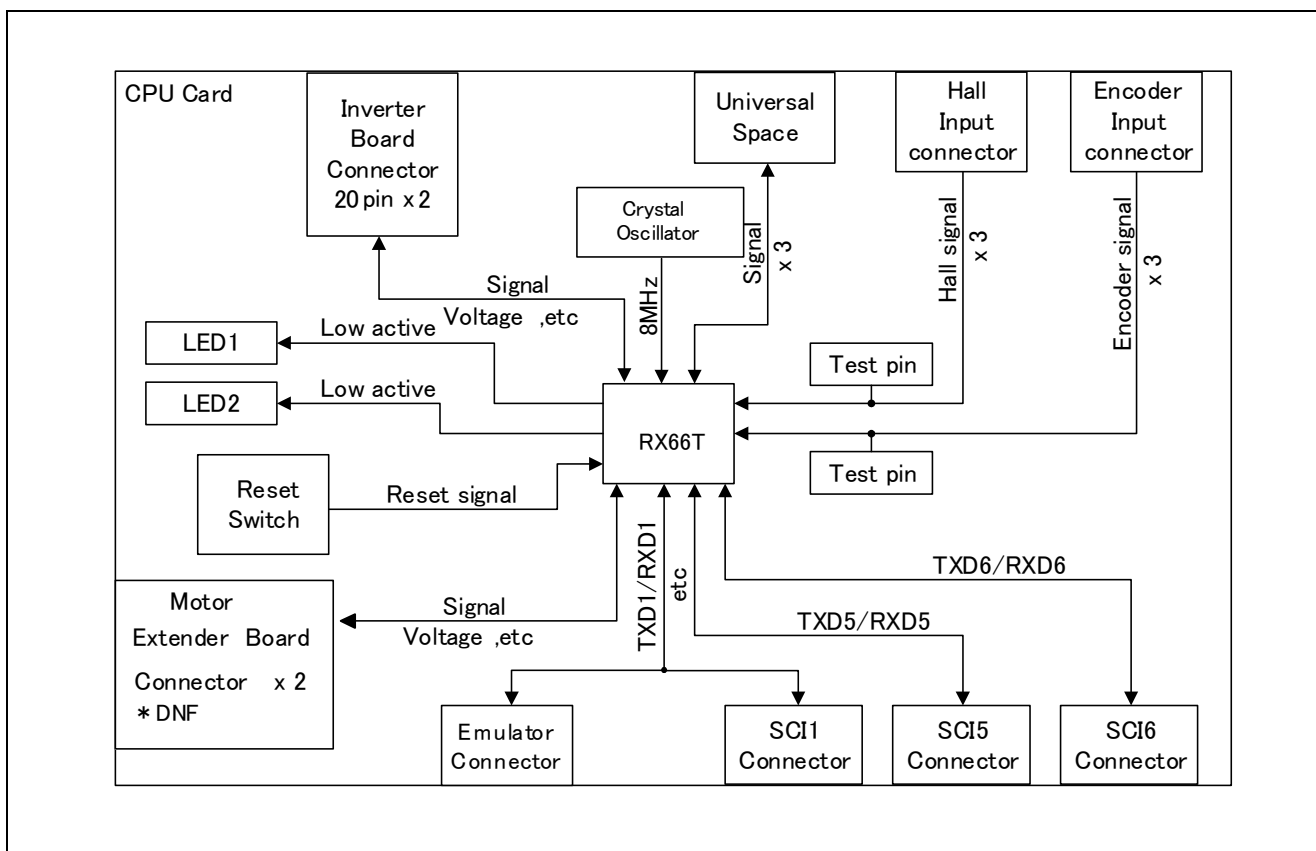 CPU Card
Inverter
Board
Connector
20 pin x 2
Universal
Space
Hall
Input
connector
Encoder
Input
connector
Crystal
Oscillator
Signal
x 3
Hall signal
x 3
Encoder signal
x 3
8MHz
Signal
Voltage ,etc
LED1
Low active
LED2
Low active
Test pin
RX66T
Test pin
Reset
Switch
Reset signal
Motor
Extender Board
Connector x 2
* DNF
Signal
Voltage ,etc
TXD1/RXD1
etc
TXD5/RXD5
TXD6/RXD6
Emulator
Connector
SCI1
Connector
SCI5
Connector
SCI6
Connector